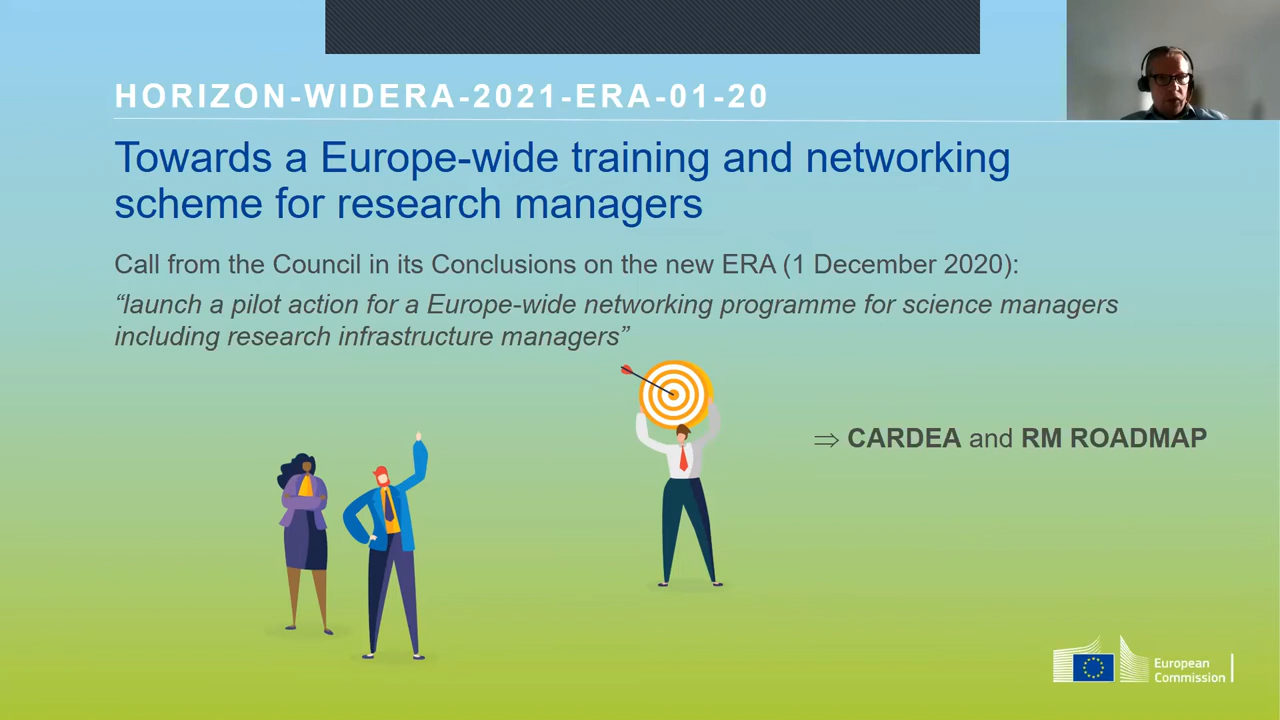 HORIZON-WIDERA-2021-ERA-01-20
Towards a Europe-wide training and networking
scheme for research managers
Call from the Council in its Conclusions on the new ERA (1 December 2020):
“launch a pilot action for a Europe-wide networking programme for science managers
including research infrastructure managers”
⇒ CARDEA and RM ROADMAP
European
Commission